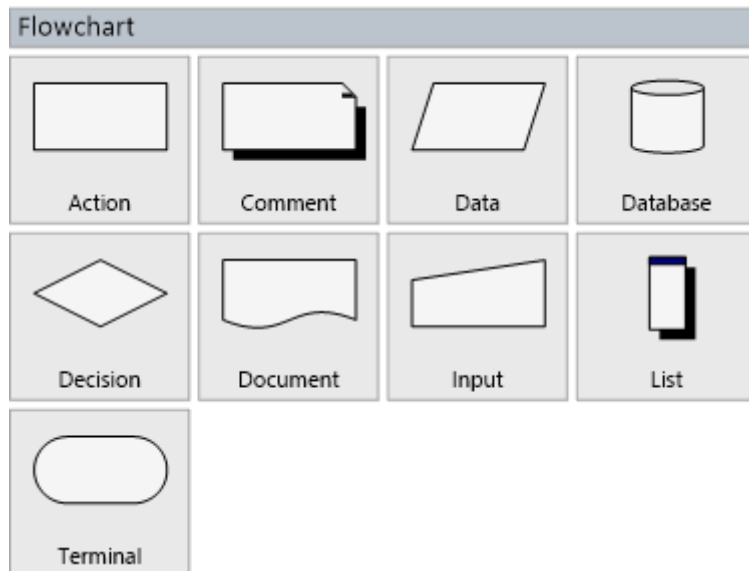 Flowchart
Action
Comment
Data
Database
Decision
Document
Input
List
Terminal